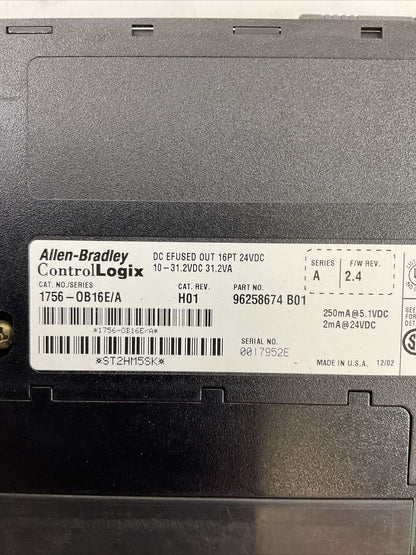 Allen-Bradley
ControlLogix
DC EFUSED OUT 16PT 24VDC
10-31.2VDC 31.2VA
SERIES
A
F/W REV.
2.4
CAT. NO./SERIES
1756-OB16E/A
CAT. REV.
H01
PART NO.
96258674 B01
250mA@5.1VDC
2mA@24VDC
*1756-OB16E/A*
*ST2HM5SK*
SERIAL NO.
0017952E
MADE IN U.S.A. 12/02